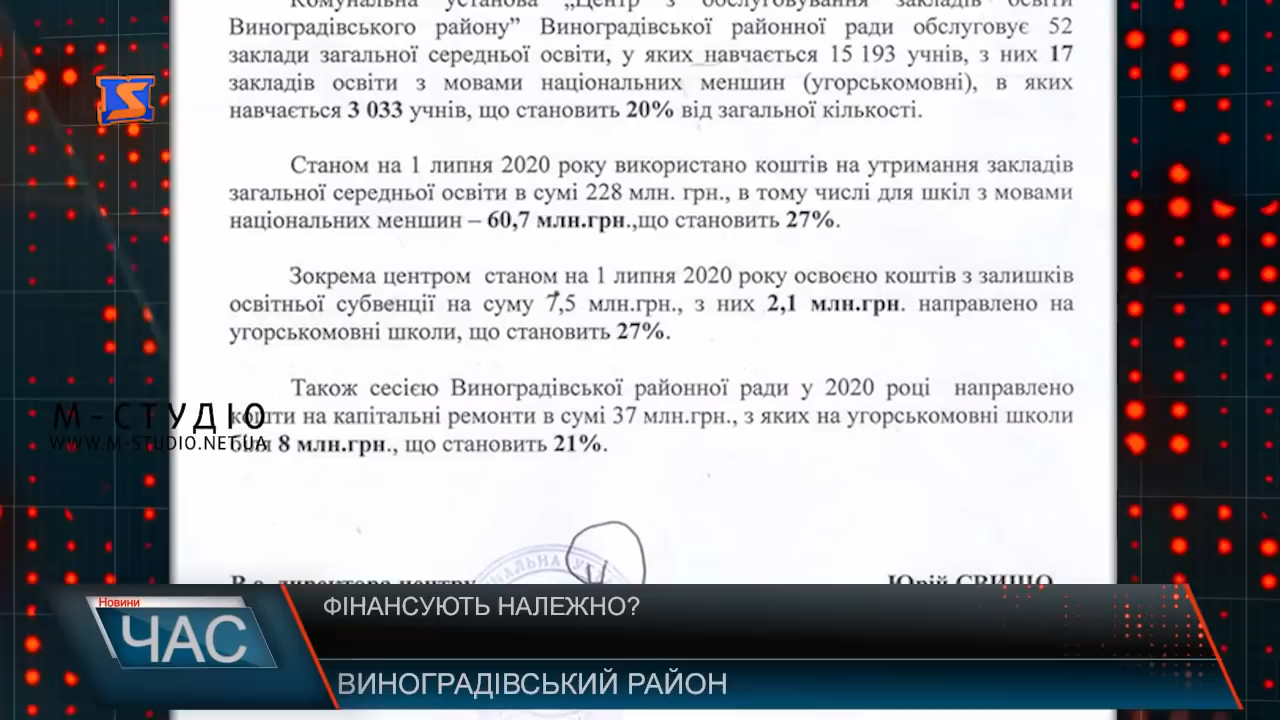 Комунальна установа „Центр з обслуговування закладів освіти
Виноградівського району” Виноградівської районної ради обслуговує 52
заклади загальної середньої освіти, у яких навчається 15 193 учнів, з них 17
закладів освіти з мовами національних меншин (угорськомовні), в яких
навчається 3 033 учнів, що становить 20% від загальної кількості.
Станом на 1 липня 2020 року використано коштів на утримання закладів
загальної середньої освіти в сумі 228 млн. грн., в тому числі для шкіл з мовами
національних меншин – 60,7 млн.грн.,що становить 27%.
Зокрема центром станом на 1 липня 2020 року освоєно коштів з залишків
освітньої субвенції на суму 7,5 млн.грн., з них 2,1 млн.грн. направлено на
угорськомовні школи, що становить 27%.
Також сесією Виноградівської районної ради у 2020 році направлено
кошти на капітальні ремонти в сумі 37 млн.грн., з яких на угорськомовні школи
біля 8 млн.грн., що становить 21%.
М-СТУДІО
WWW.M-STUDIO.NET.UA
В.о. директора центру Юрій СВИЩО
Новини
ЧАС
ФІНАНСУЮТЬ НАЛЕЖНО?
ВИНОГРАДІВСЬКИЙ РАЙОН